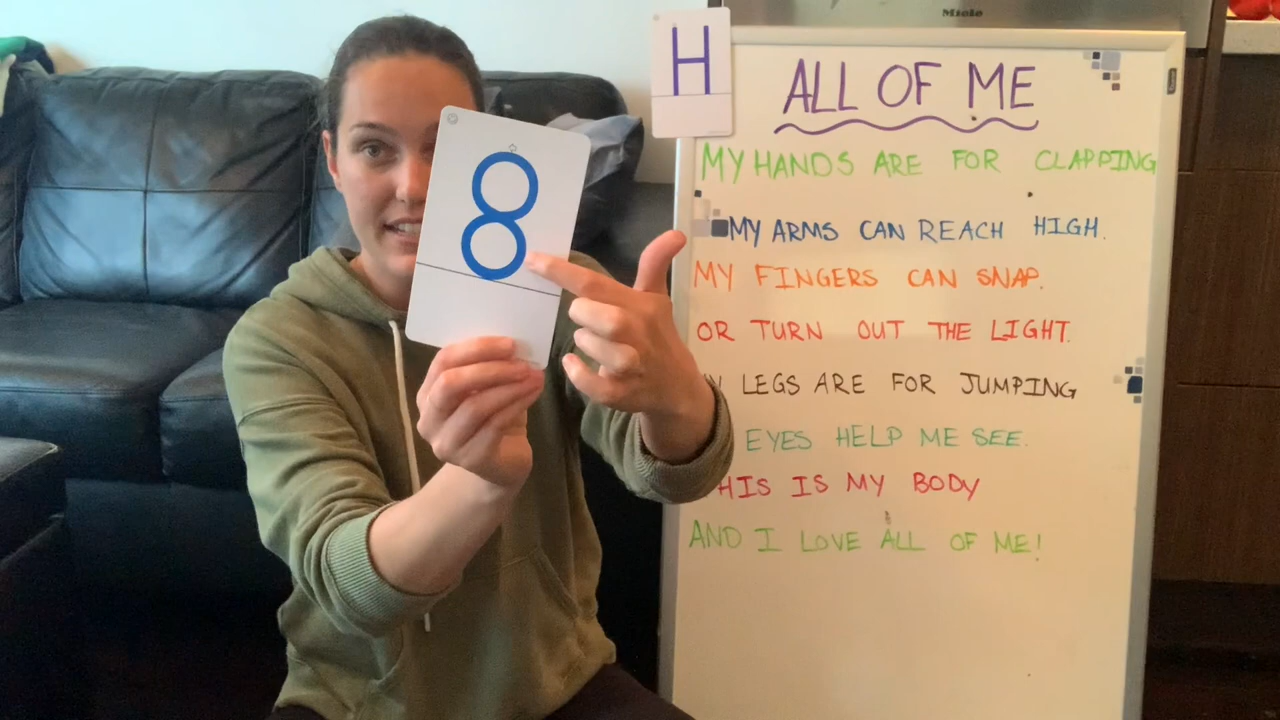 Miele
H
ALL OF ME
MY HANDS ARE FOR CLAPPING
MY ARMS CAN REACH HIGH.
MY FINGERS CAN SNAP.
OR TURN OUT THE LIGHT.
LEGS ARE FOR JUMPING
EYES HELP ME SEE.
HIS IS MY BODY
AND I LOVE ALL OF ME!
8